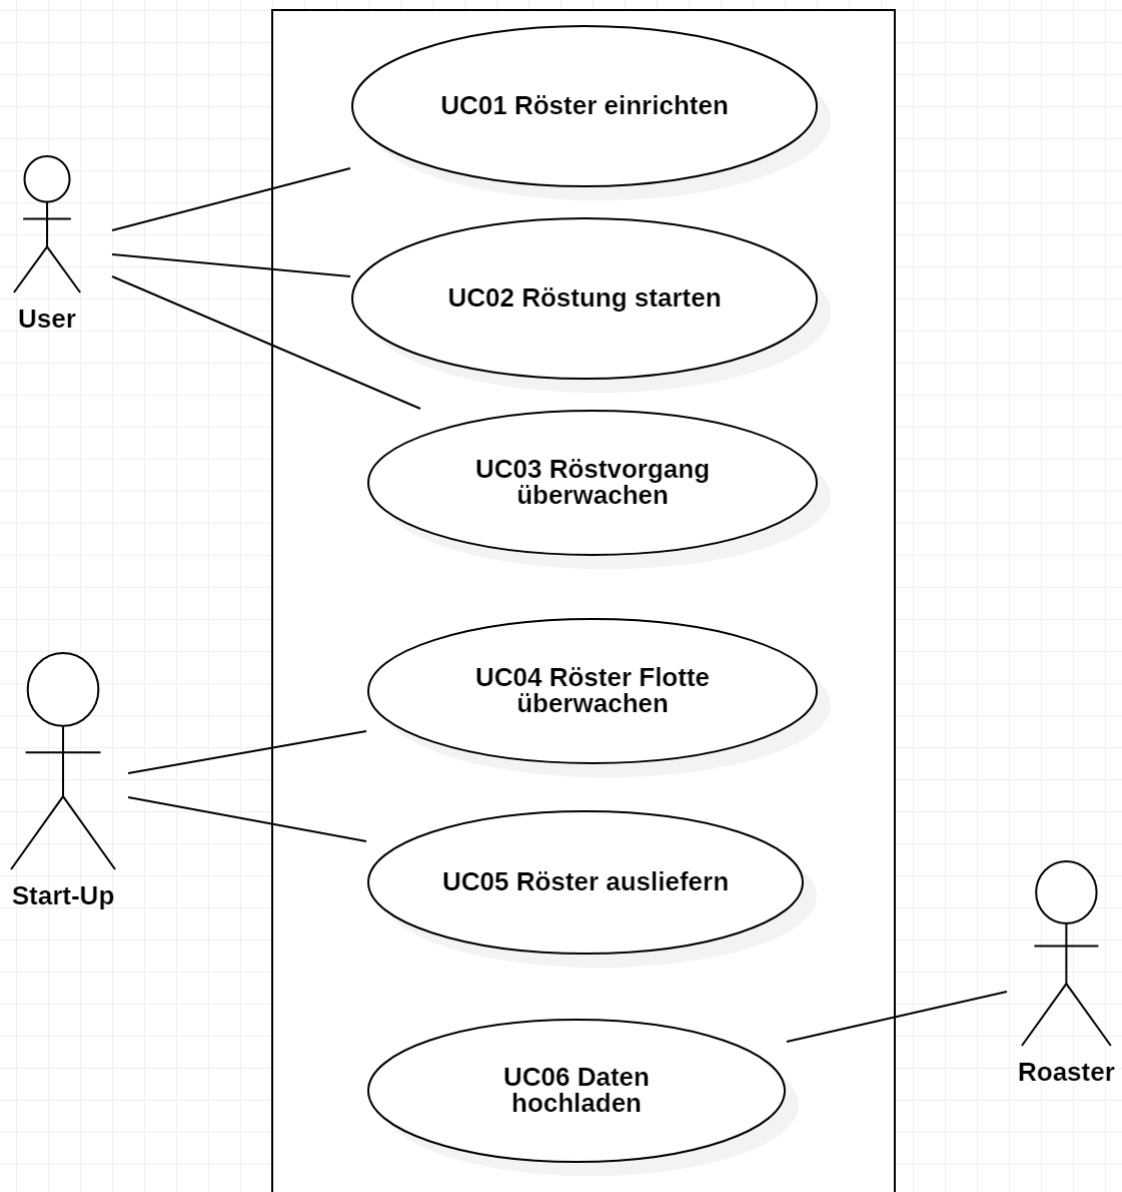 UC01 Röster einrichten
User
UC02 Röstung starten
UC03 Röstvorgang
überwachen
UC04 Röster Flotte
überwachen
Start-Up
UC05 Röster ausliefern
UC06 Daten
hochladen
Roaster